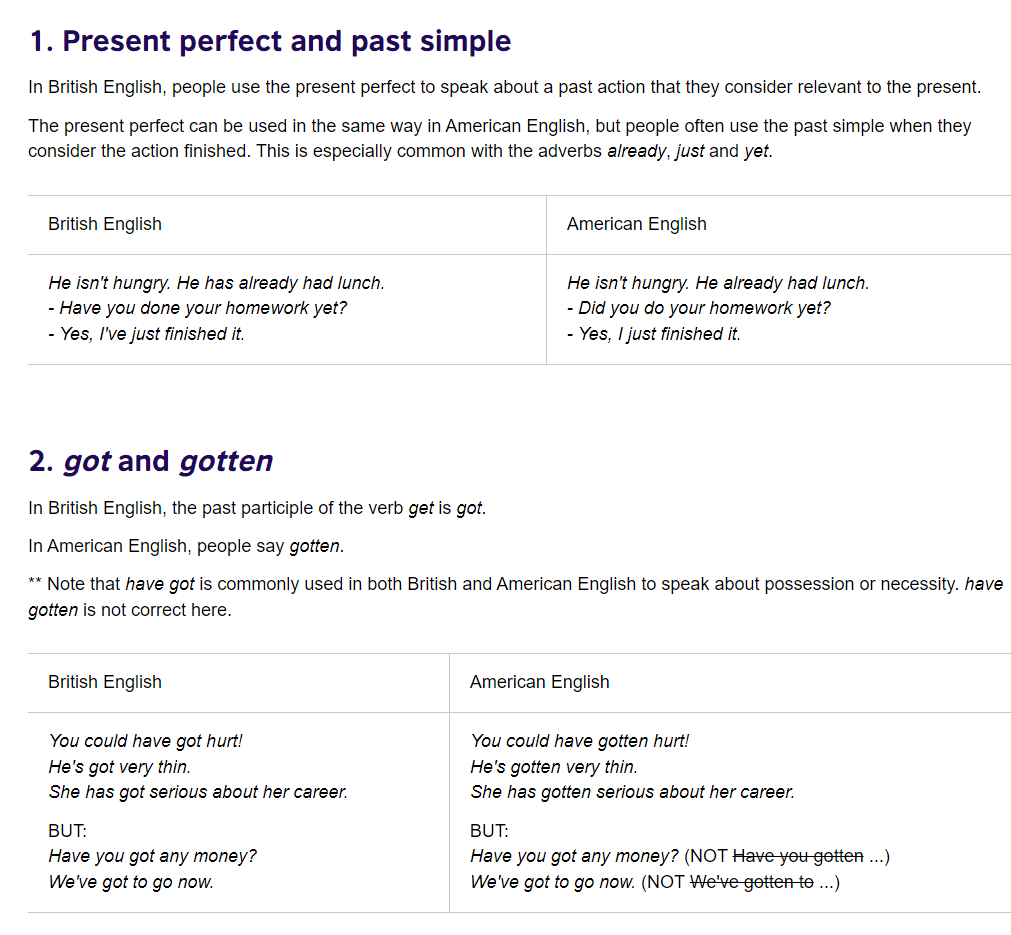 1. Present perfect and past simple
In British English, people use the present perfect to speak about a past action that they consider relevant to the present.
The present perfect can be used in the same way in American English, but people often use the past simple when they
consider the action finished. This is especially common with the adverbs already, just and yet.
British English
American English
He isn't hungry. He has already had lunch.
- Have you done your homework yet?
- Yes, I've just finished it.
He isn't hungry. He already had lunch.
- Did you do your homework yet?
- Yes, I just finished it.
2. got and gotten
In British English, the past participle of the verb get is got.
In American English, people say gotten.
** Note that have got is commonly used in both British and American English to speak about possession or necessity. have
gotten is not correct here.
British English
American English
You could have got hurt!
He's got very thin.
She has got serious about her career.
BUT:
Have you got any money?
We've got to go now.
You could have gotten hurt!
He's gotten very thin.
She has gotten serious about her career.
BUT:
Have you got any money? (NOT Have you gotten ...)
We've got to go now. (NOT We've gotten to ...)